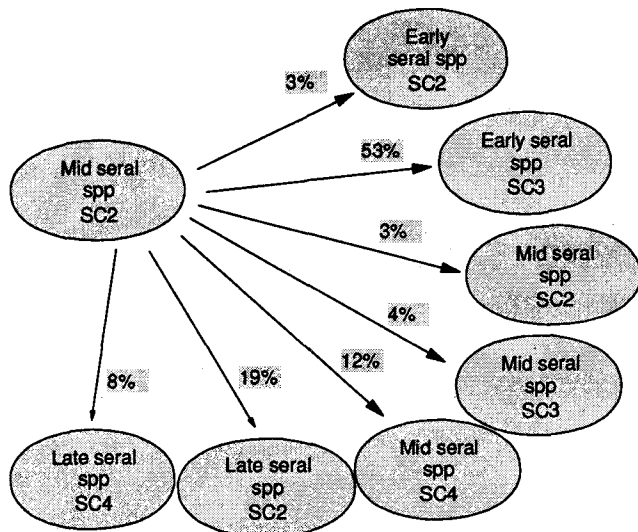 Early
seral spp
SC2
3%
Early seral
spp
SC3
53%
Mid seral
spp
SC2
3%
Mid seral
spp
SC2
4%
Mid seral
spp
SC3
12%
19%
8%
Mid seral
spp
SC4
Late seral
spp
SC2
Late seral
spp
SC4